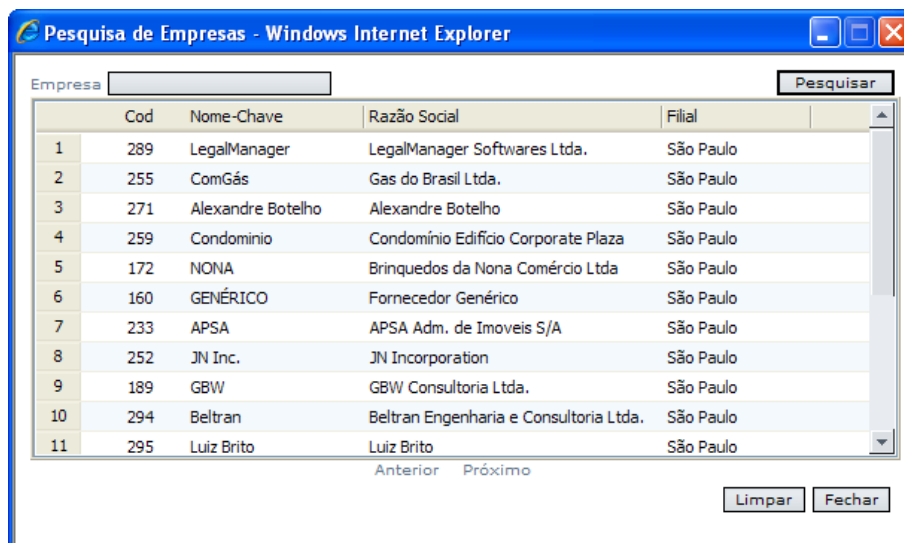 Pesquisa de Empresas - Windows Internet Explorer
Empresa Pesquisar
Cod Nome-Chave Razão Social Filial
1 289 LegalManager LegalManager Softwares Ltda. São Paulo
2 255 ComGás Gas do Brasil Ltda. São Paulo
3 271 Alexandre Botelho Alexandre Botelho São Paulo
4 259 Condominio Condomínio Edifício Corporate Plaza São Paulo
5 172 NONA Brinquedos da Nona Comércio Ltda São Paulo
6 160 GENÉRICO Fornecedor Genérico São Paulo
7 233 APSA APSA Adm. de Imoveis S/A São Paulo
8 252 JN Inc. JN Incorporation São Paulo
9 189 GBW GBW Consultoria Ltda. São Paulo
10 294 Beltran Beltran Engenharia e Consultoria Ltda. São Paulo
11 295 Luiz Brito Luiz Brito São Paulo
Anterior Próximo
Limpar Fechar